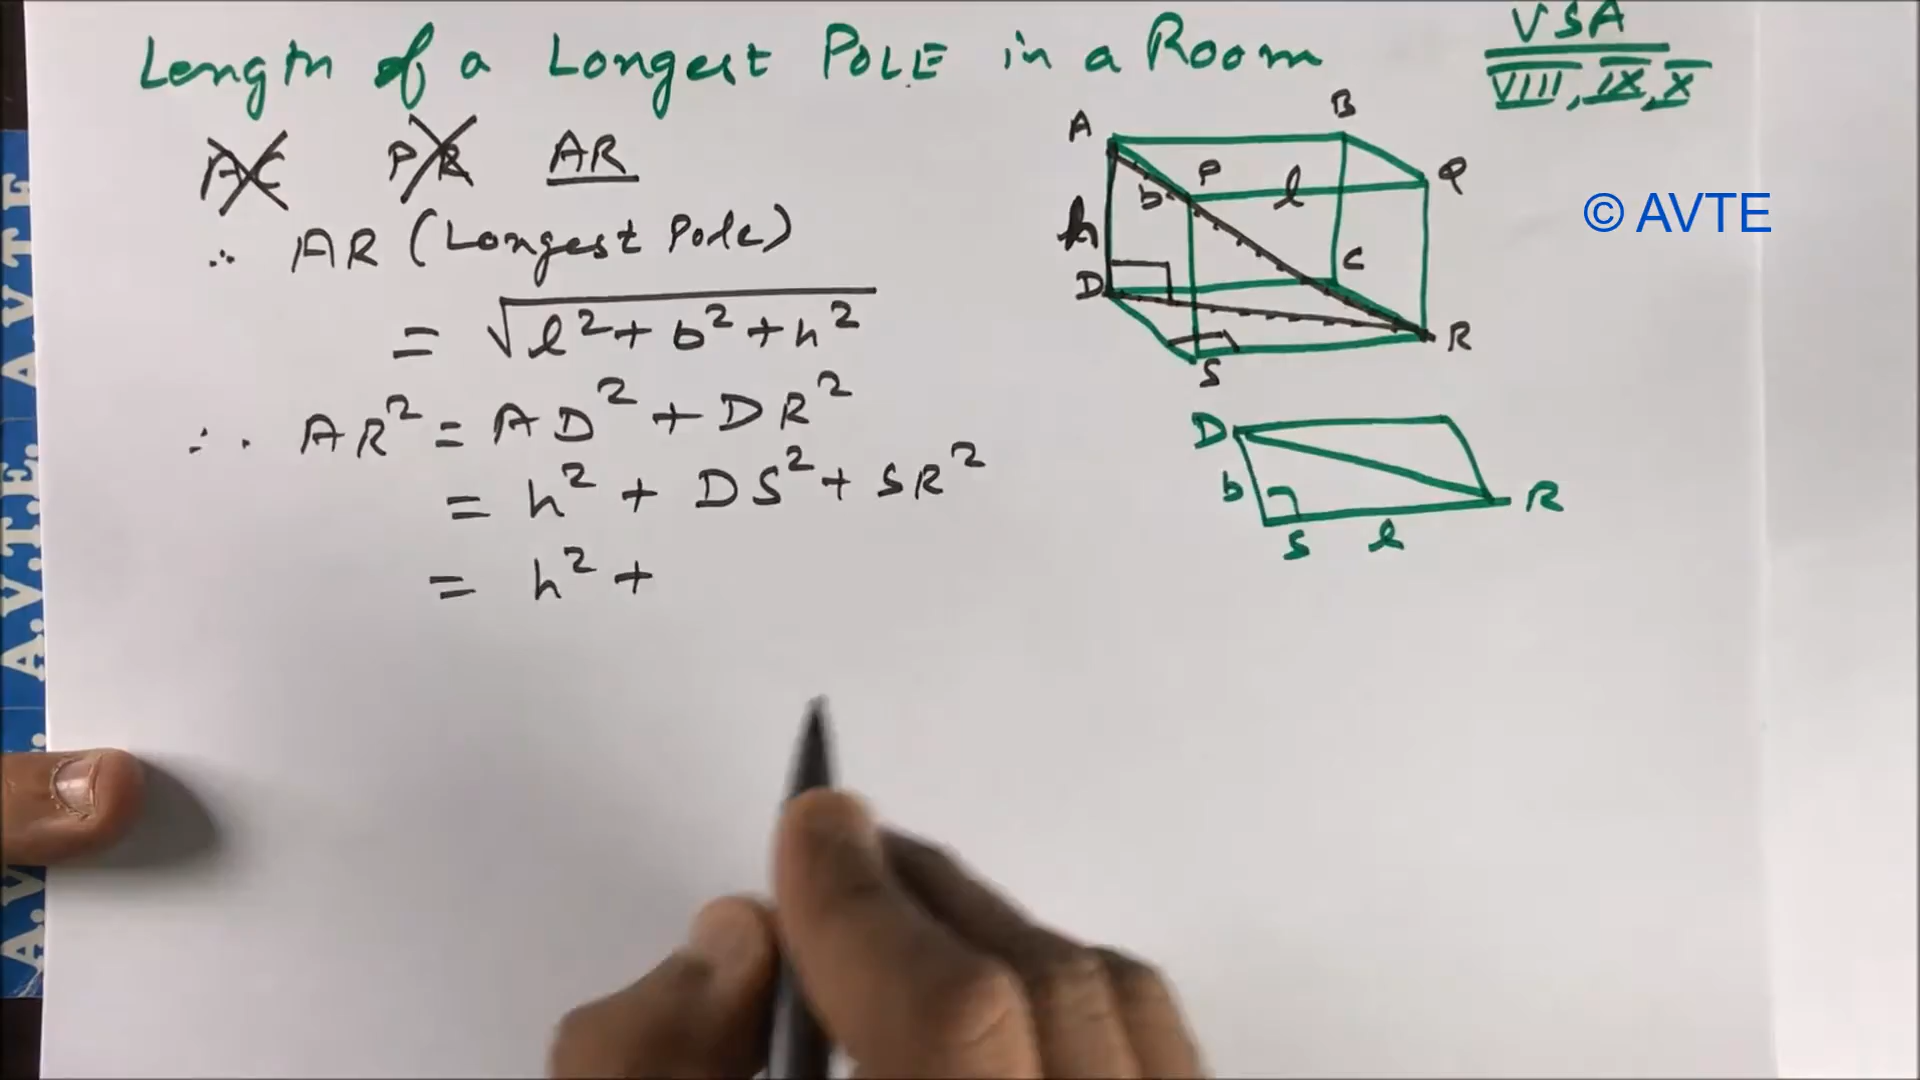 Length of a Longest POLE in a Room
VSA
VIII, IX, X
AC PR AR
∴ AR (Longest Pole)
= √l²+b²+h²
∴ AR² = AD² + DR²
= h² + DS² + SR²
= h² +
A B
P Q
b l
h
D C
R
S
D
b R
S l
© AVTE
A.V.T.E. A.V.T.E